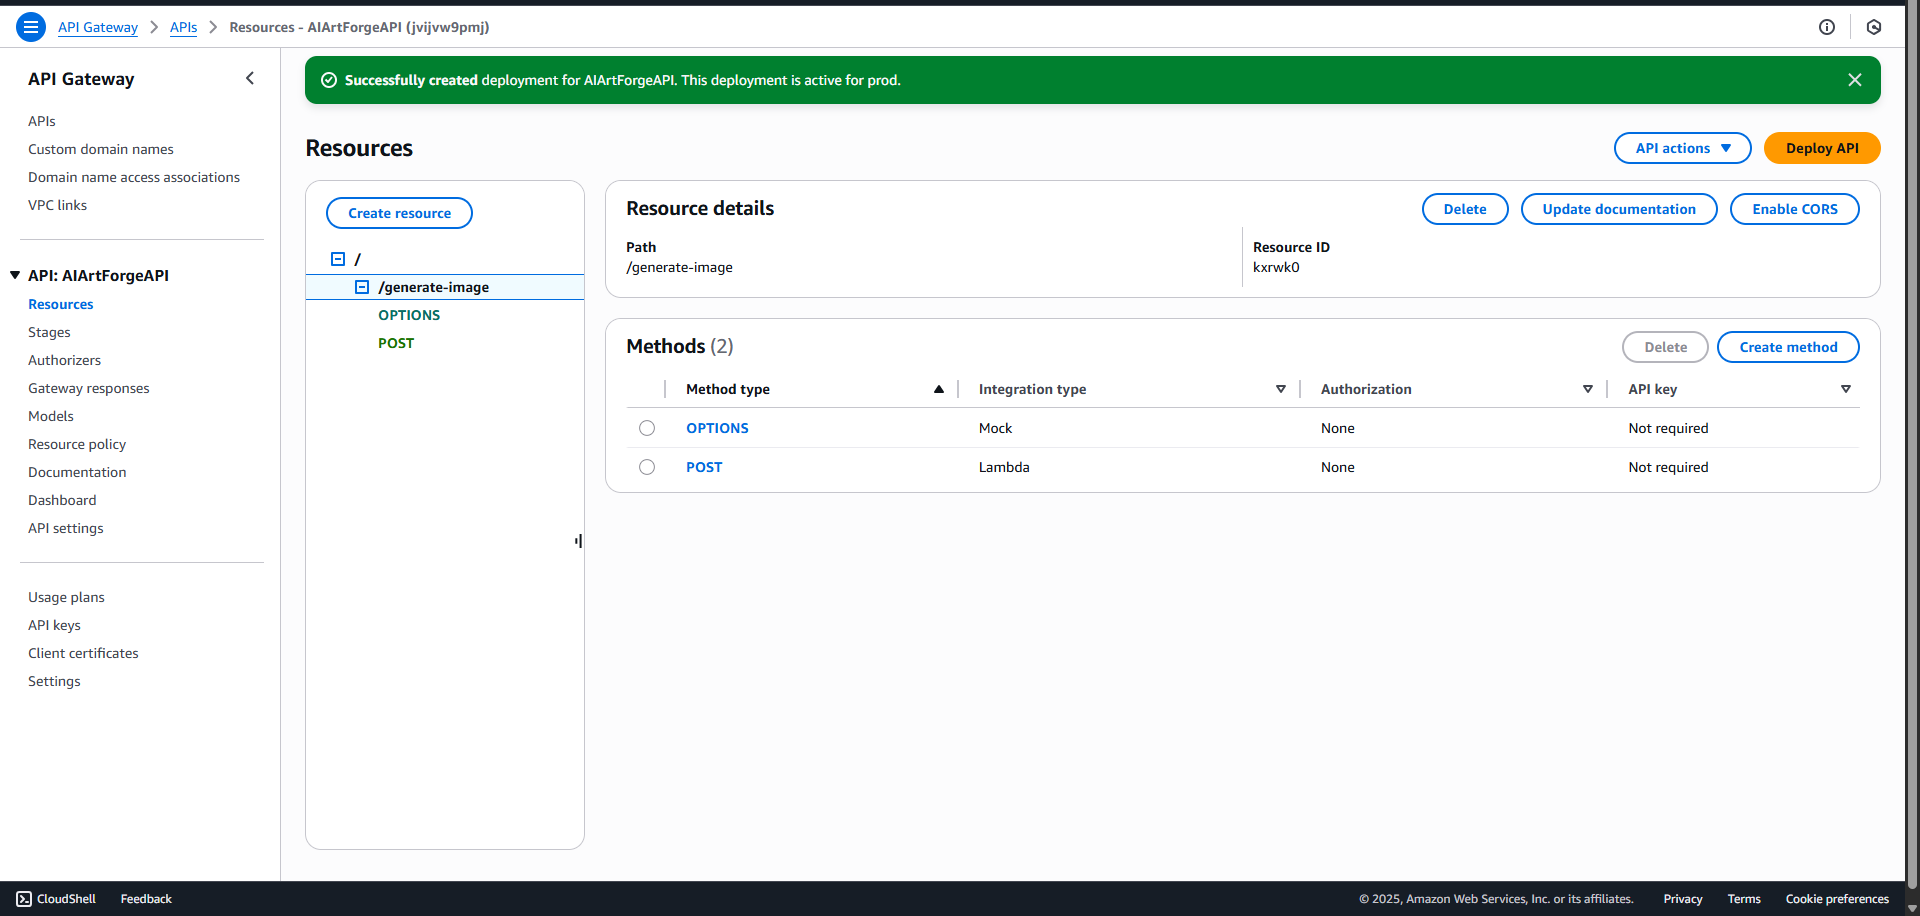 API Gateway > APIs > Resources - AIArtForgeAPI (jvijvw9pmj)
API Gateway
APIs
Custom domain names
Domain name access associations
VPC links
API: AIArtForgeAPI
Resources
Stages
Authorizers
Gateway responses
Models
Resource policy
Documentation
Dashboard
API settings
Usage plans
API keys
Client certificates
Settings
Successfully created deployment for AIArtForgeAPI. This deployment is active for prod.
Resources
API actions
Deploy API
Create resource
/
/generate-image
OPTIONS
POST
Resource details
Delete
Update documentation
Enable CORS
Path
/generate-image
Resource ID
kxrwk0
Methods (2)
Delete
Create method
Method type Integration type Authorization API key
OPTIONS Mock None Not required
POST Lambda None Not required
CloudShell Feedback © 2025, Amazon Web Services, Inc. or its affiliates. Privacy Terms Cookie preferences